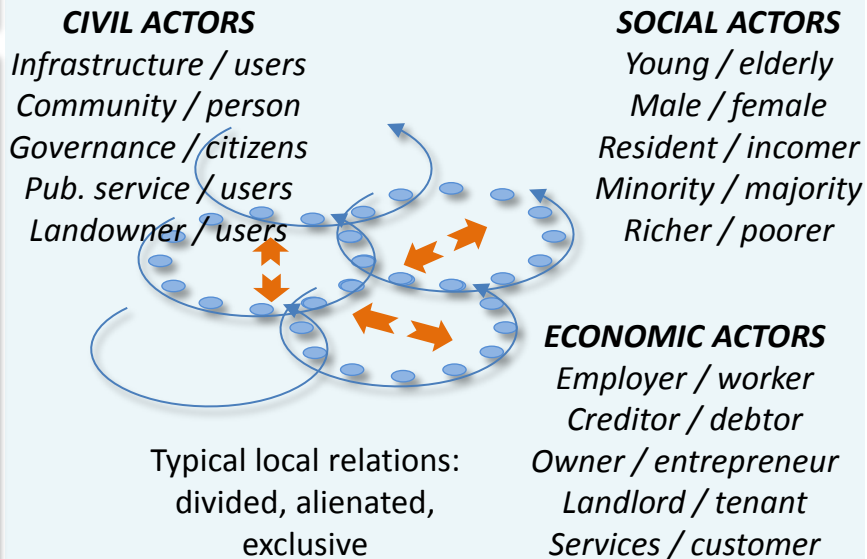 CIVIL ACTORS
Infrastructure / users
Community / person
Governance / citizens
Pub. service / users
Landowner / users
SOCIAL ACTORS
Young / elderly
Male / female
Resident / incomer
Minority / majority
Richer / poorer
ECONOMIC ACTORS
Employer / worker
Creditor / debtor
Owner / entrepreneur
Landlord / tenant
Services / customer
Typical local relations:
divided, alienated,
exclusive